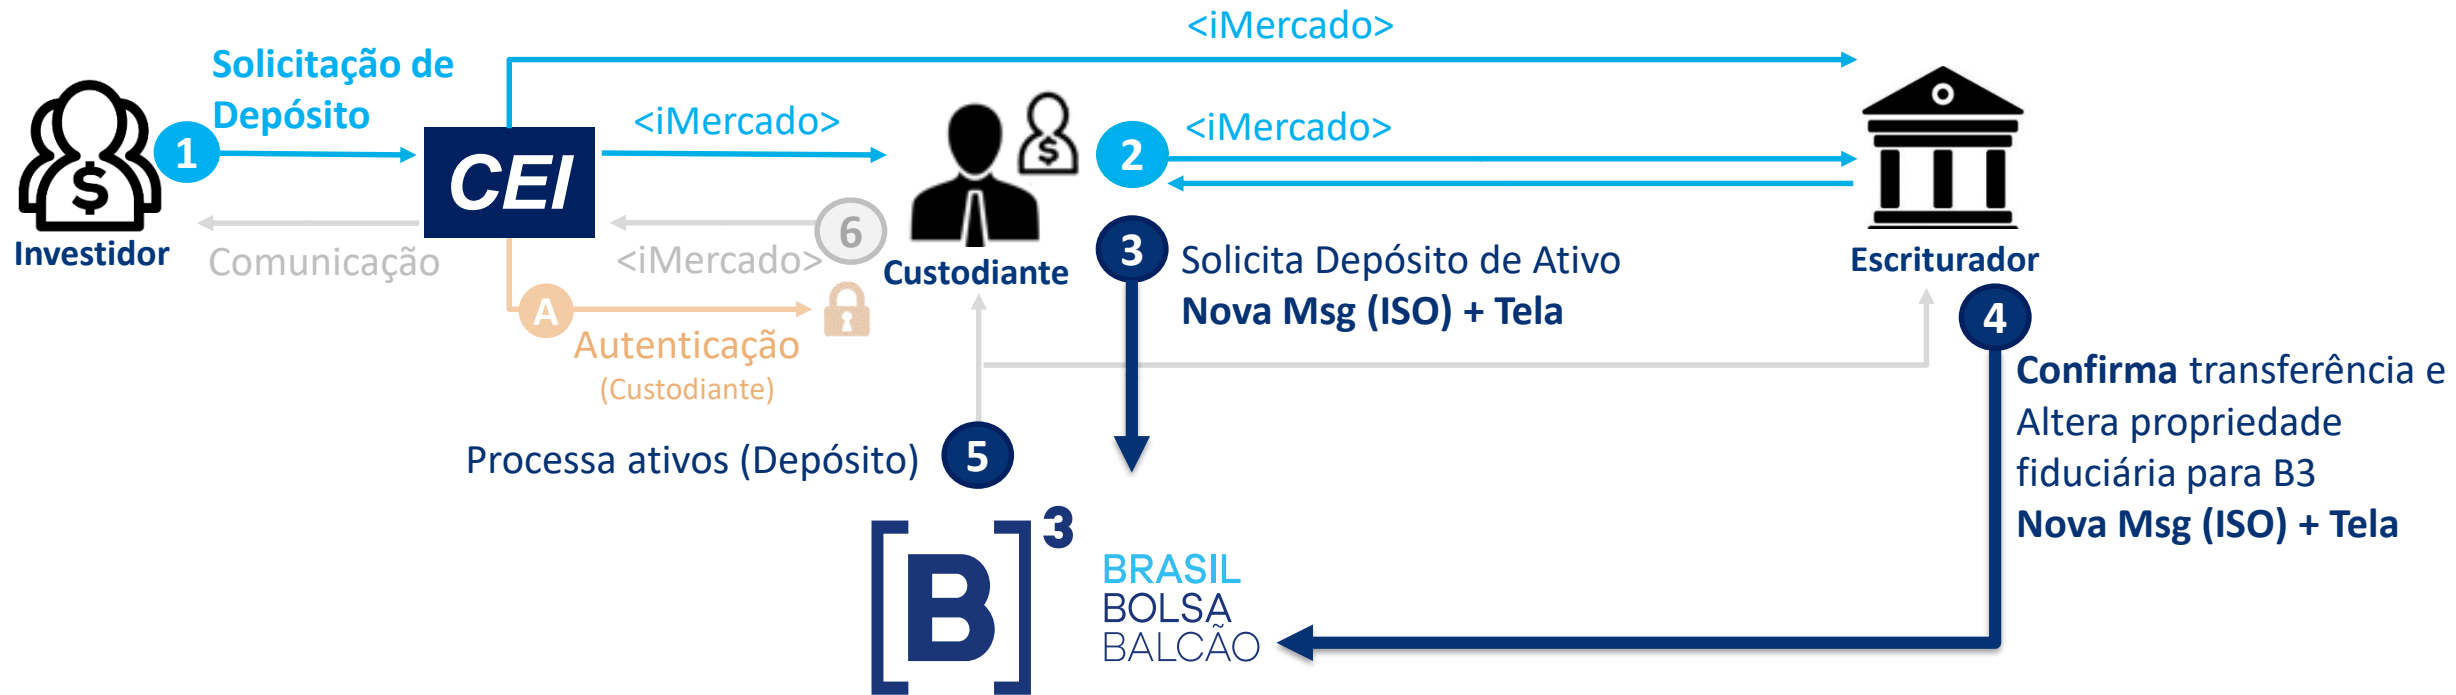 <iMercado>
Solicitação de
Depósito
1
CEI
<iMercado>
$
$
2
<iMercado>
Investidor
Comunicação
6
<iMercado>
Custodiante
3
Solicita Depósito de Ativo
Nova Msg (ISO) + Tela
Escriturador
A
Autenticação
(Custodiante)
4
Confirma transferência e
Altera propriedade
fiduciária para B3
Nova Msg (ISO) + Tela
Processa ativos (Depósito)
5
[B]³
BRASIL
BOLSA
BALCÃO